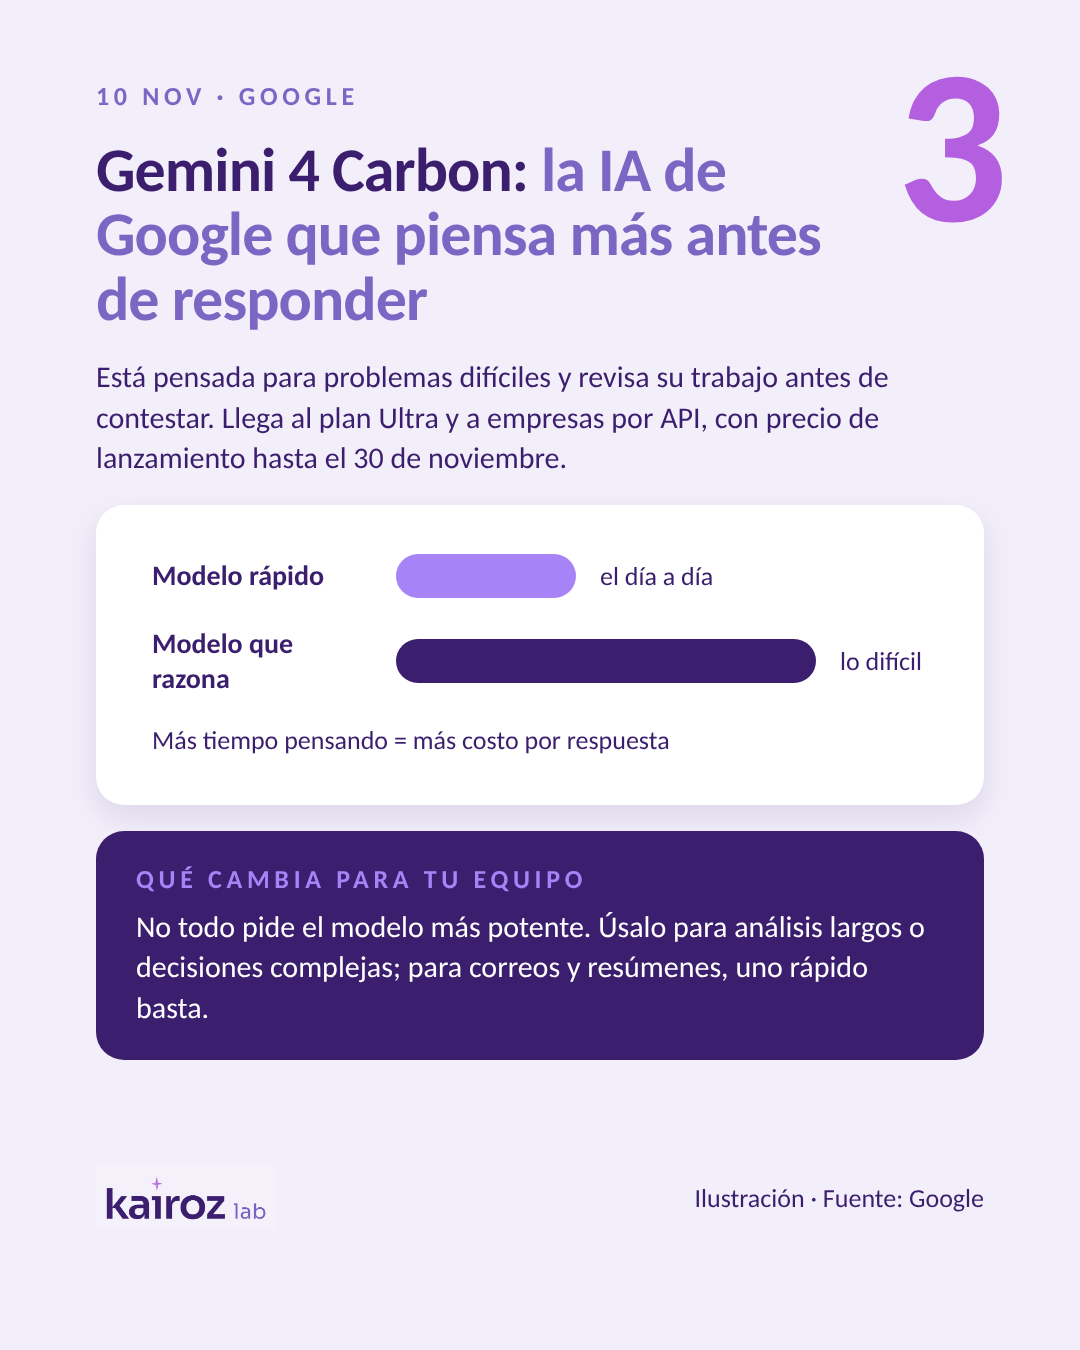 10 NOV · GOOGLE
3
Gemini 4 Carbon: la IA de
Google que piensa más antes
de responder
Está pensada para problemas difíciles y revisa su trabajo antes de
contestar. Llega al plan Ultra y a empresas por API, con precio de
lanzamiento hasta el 30 de noviembre.
Modelo rápido
el día a día
Modelo que
razona
lo difícil
Más tiempo pensando = más costo por respuesta
QUÉ CAMBIA PARA TU EQUIPO
No todo pide el modelo más potente. Úsalo para análisis largos o
decisiones complejas; para correos y resúmenes, uno rápido
basta.
kairoz lab
Ilustración · Fuente: Google